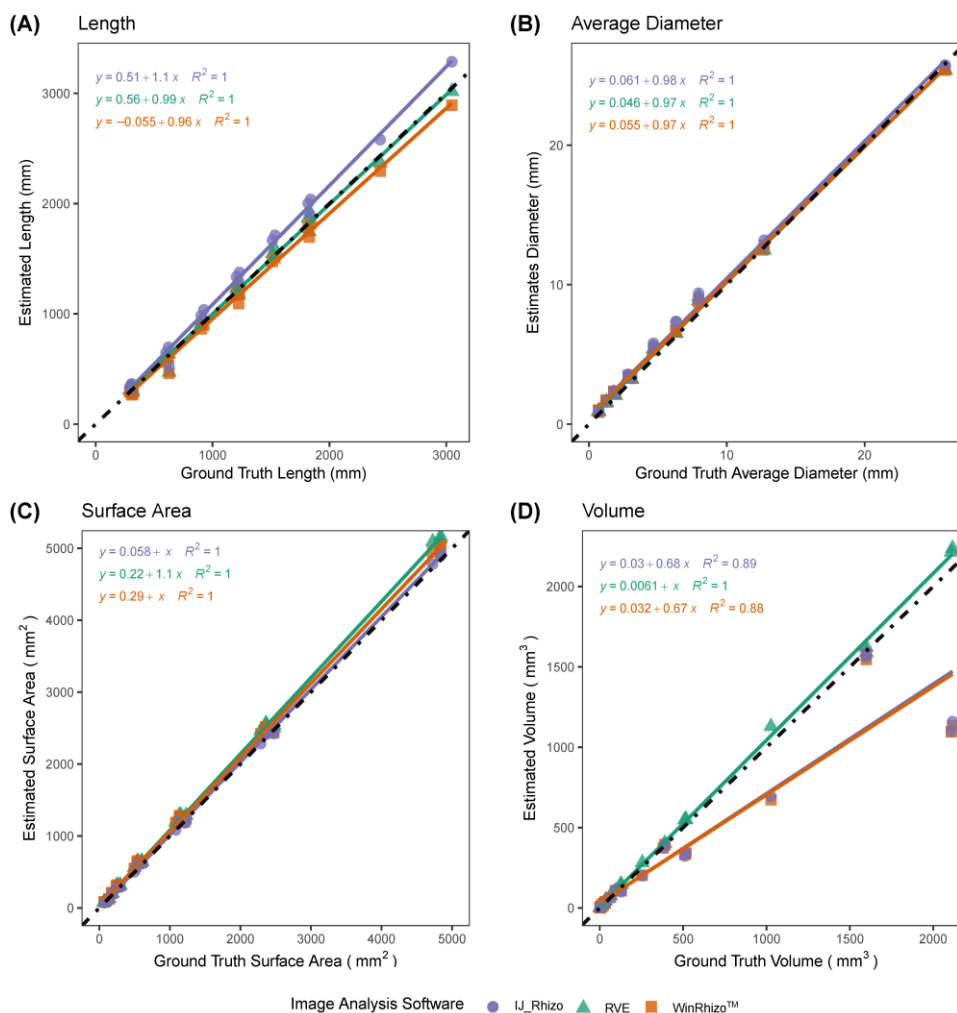 (A) Length
y = 0.51 + 1.1 x R² = 1
y = 0.56 + 0.99 x R² = 1
y = −0.055 + 0.96 x R² = 1
Estimated Length (mm)
3000
2000
1000
0
0 1000 2000 3000
Ground Truth Length (mm)
(B) Average Diameter
y = 0.061 + 0.98 x R² = 1
y = 0.046 + 0.97 x R² = 1
y = 0.055 + 0.97 x R² = 1
Estimates Diameter (mm)
20
10
0
0 10 20
Ground Truth Average Diameter (mm)
(C) Surface Area
y = 0.058 + x R² = 1
y = 0.22 + 1.1 x R² = 1
y = 0.29 + x R² = 1
Estimated Surface Area ( mm²)
5000
4000
3000
2000
1000
0
0 1000 2000 3000 4000 5000
Ground Truth Surface Area ( mm²)
(D) Volume
y = 0.03 + 0.68 x R² = 0.89
y = 0.0061 + x R² = 1
y = 0.032 + 0.67 x R² = 0.88
Estimated Volume ( mm³)
2000
1500
1000
500
0
0 500 1000 1500 2000
Ground Truth Volume ( mm³)
Image Analysis Software IJ_Rhizo RVE WinRhizo™